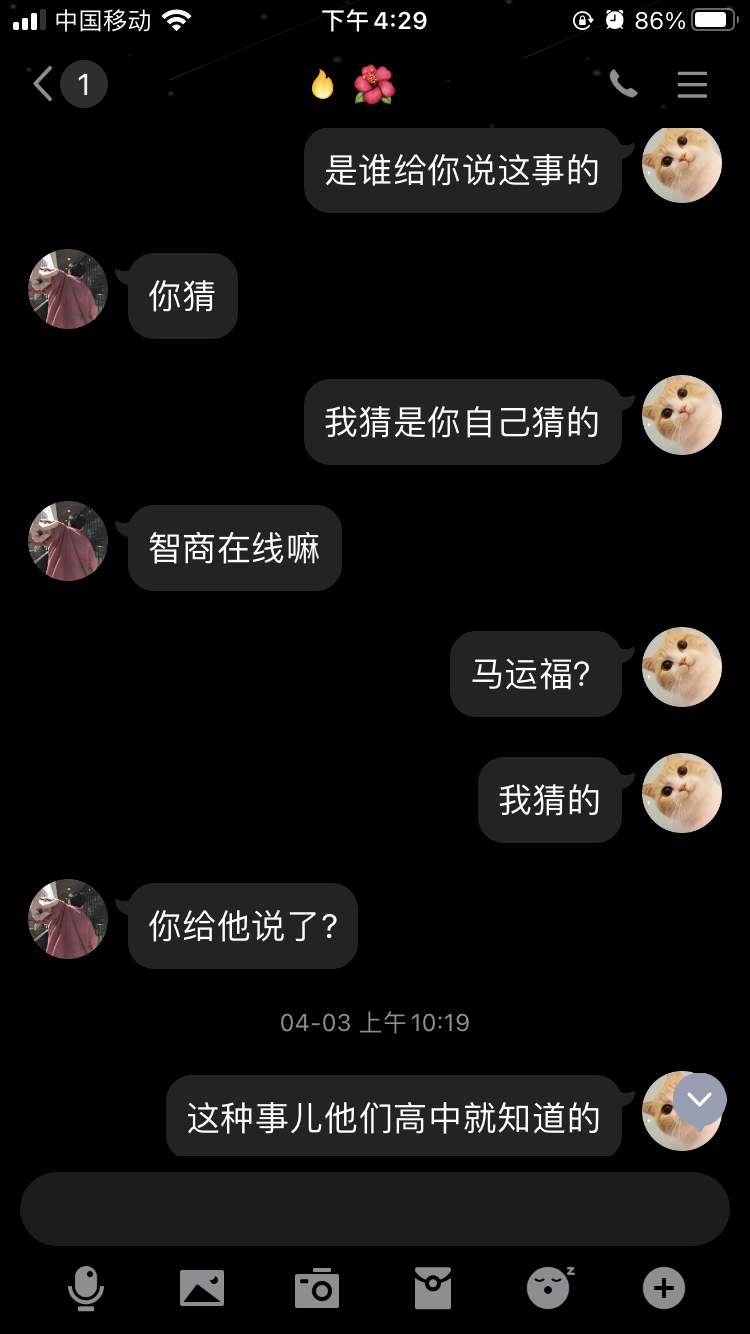 中国移动 下午4:29 86%
1
是谁给你说这事的
你猜
我猜是你自己猜的
智商在线嘛
马运福?
我猜的
你给他说了?
04-03 上午10:19
这种事儿他们高中就知道的
z